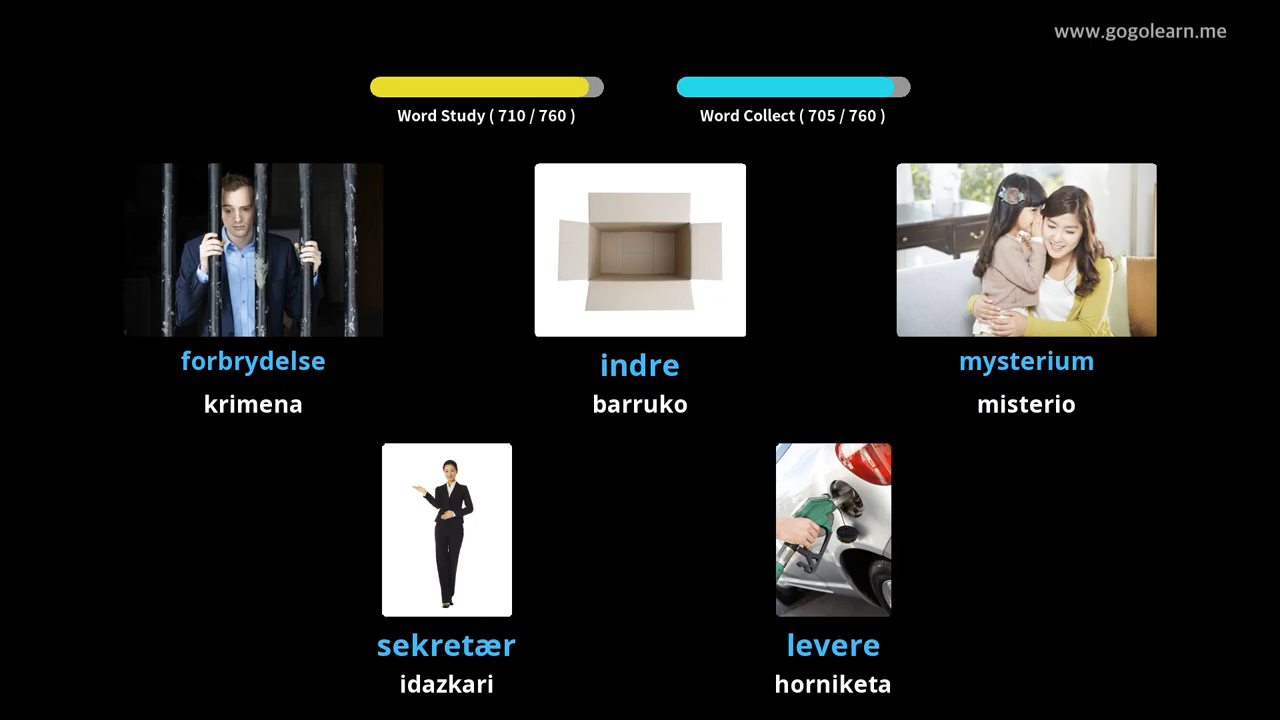 www.gogolearn.me
Word Study ( 710 / 760 )
Word Collect ( 705 / 760 )
forbrydelse
krimena
indre
barruko
mysterium
misterio
sekretær
idazkari
levere
horniketa